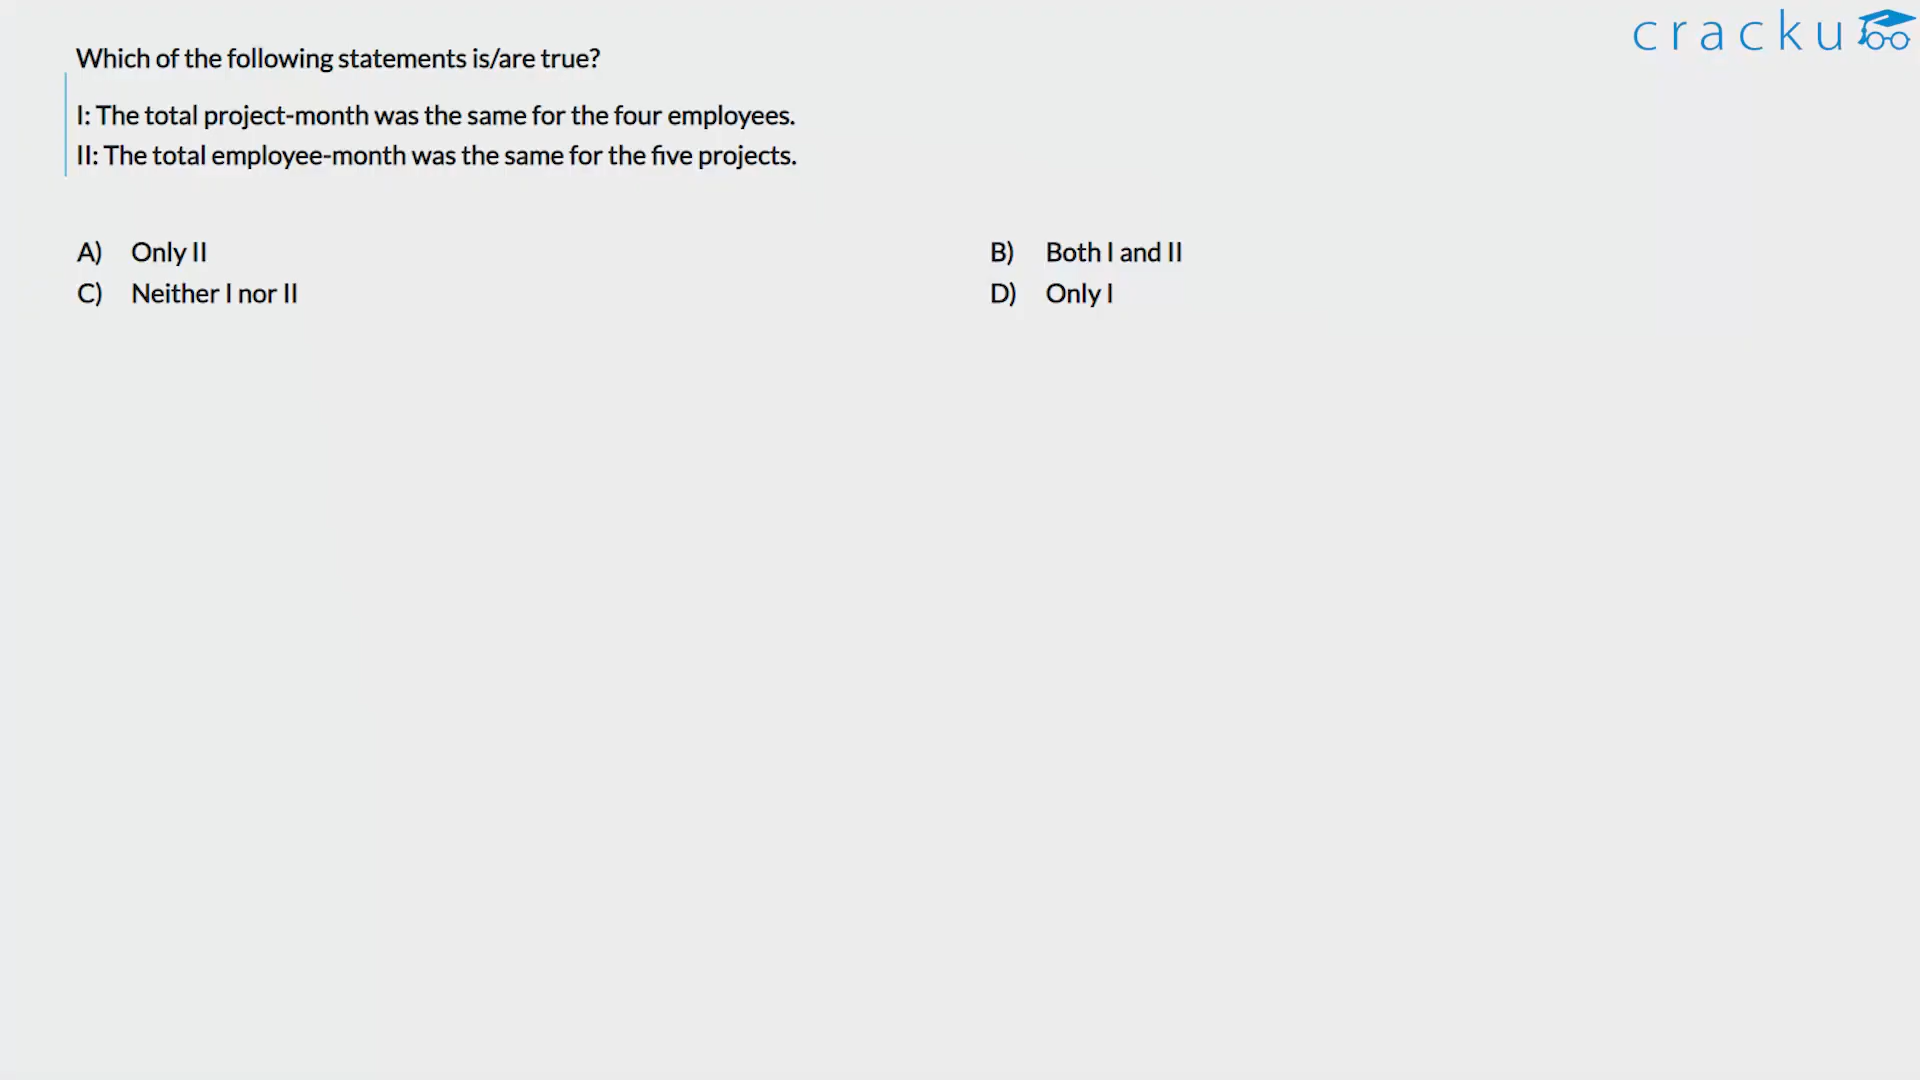 cracku
Which of the following statements is/are true?
I: The total project-month was the same for the four employees.
II: The total employee-month was the same for the five projects.
A) Only II
B) Both I and II
C) Neither I nor II
D) Only I